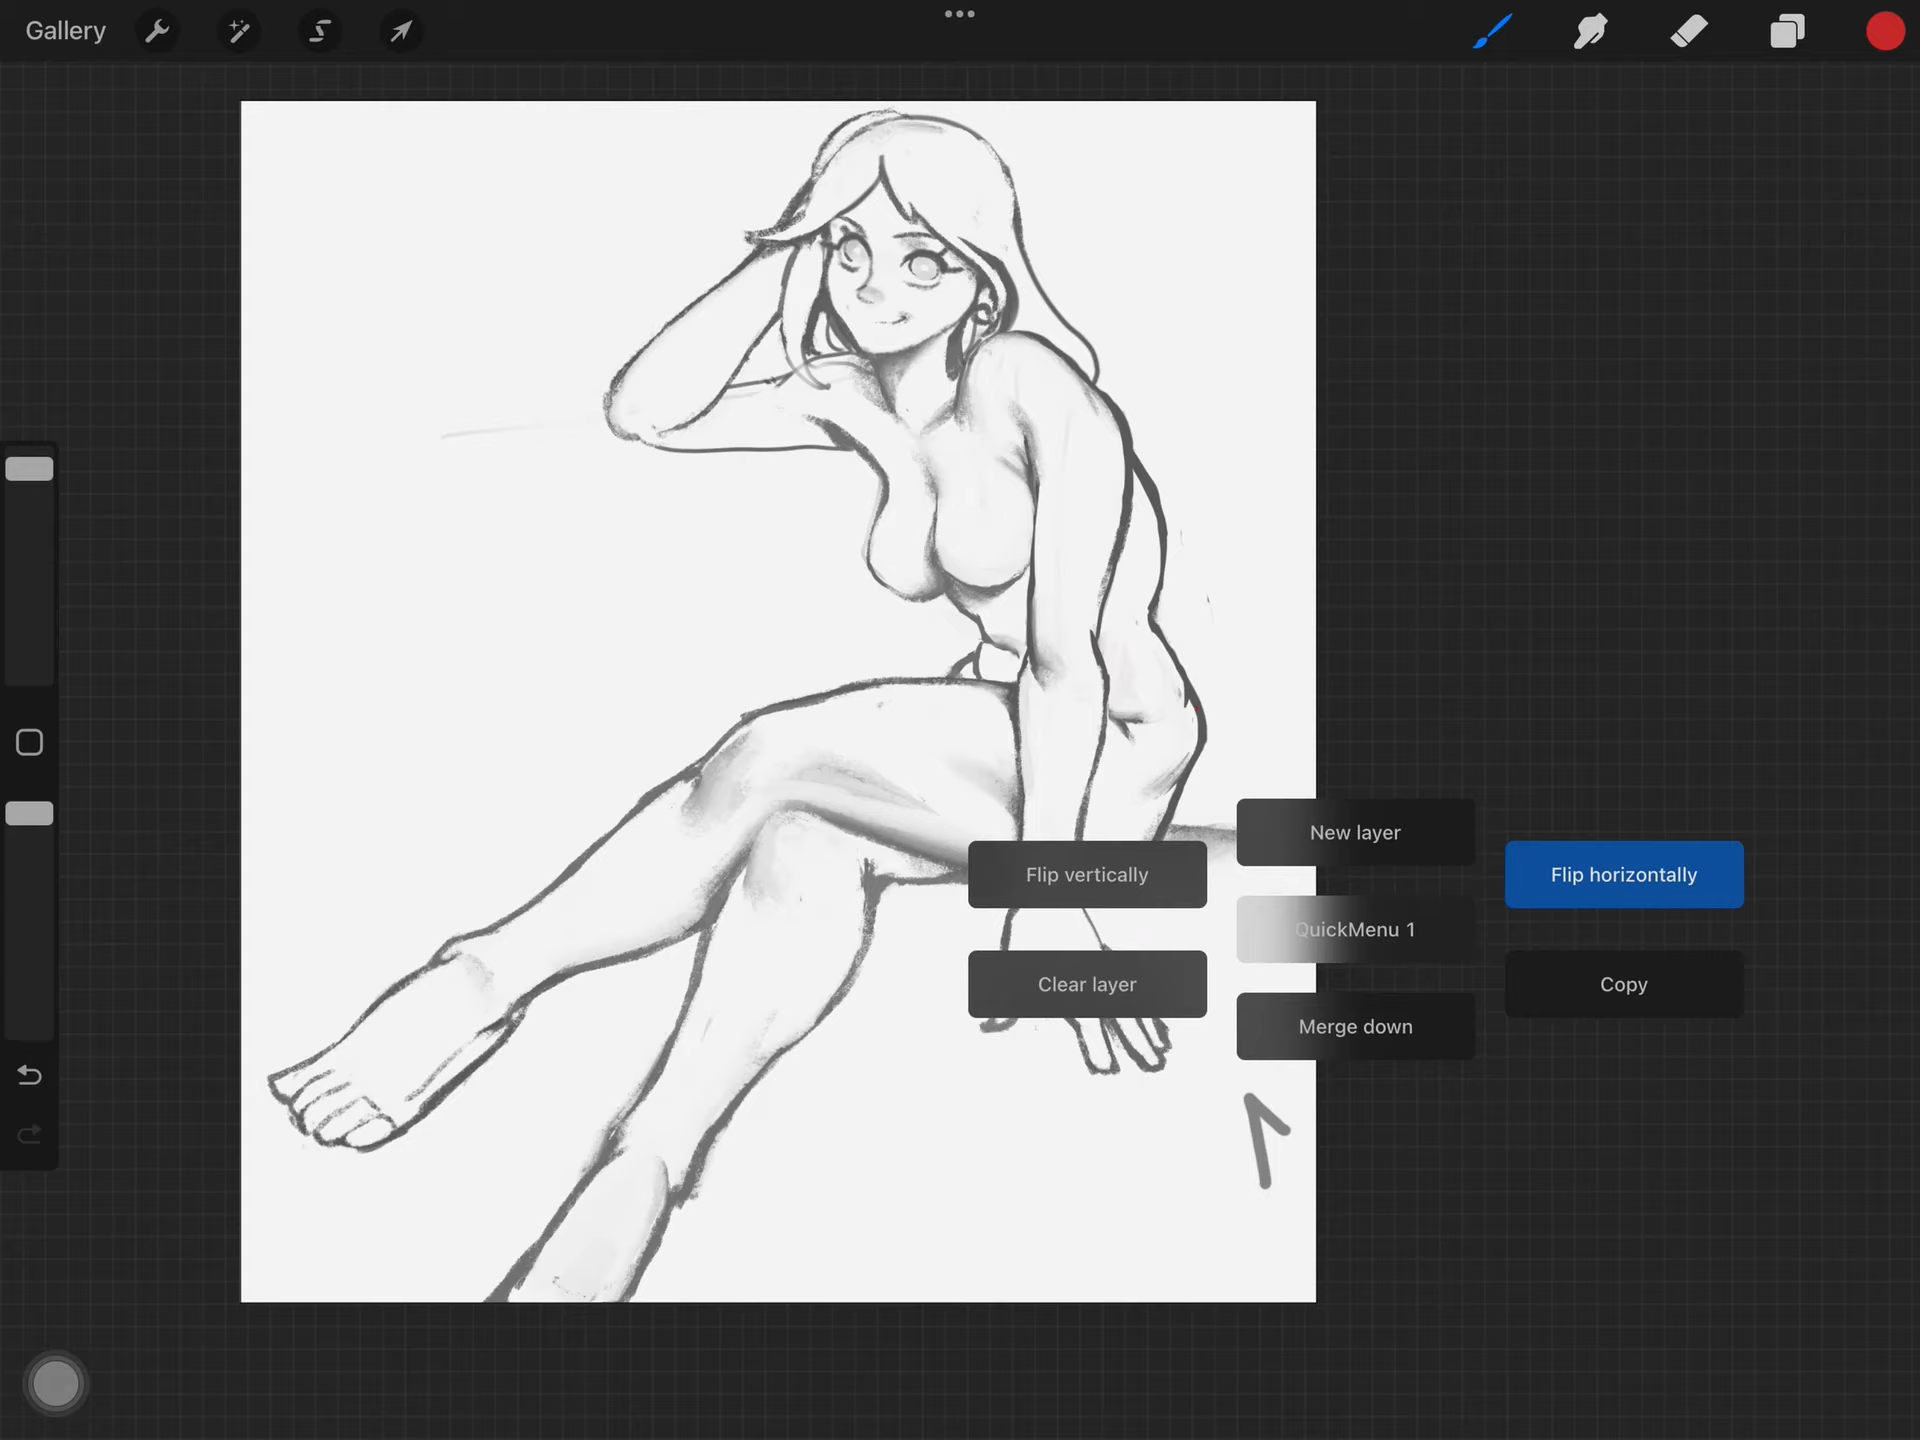 Gallery
New layer
Flip vertically
Flip horizontally
QuickMenu 1
Clear layer
Copy
Merge down